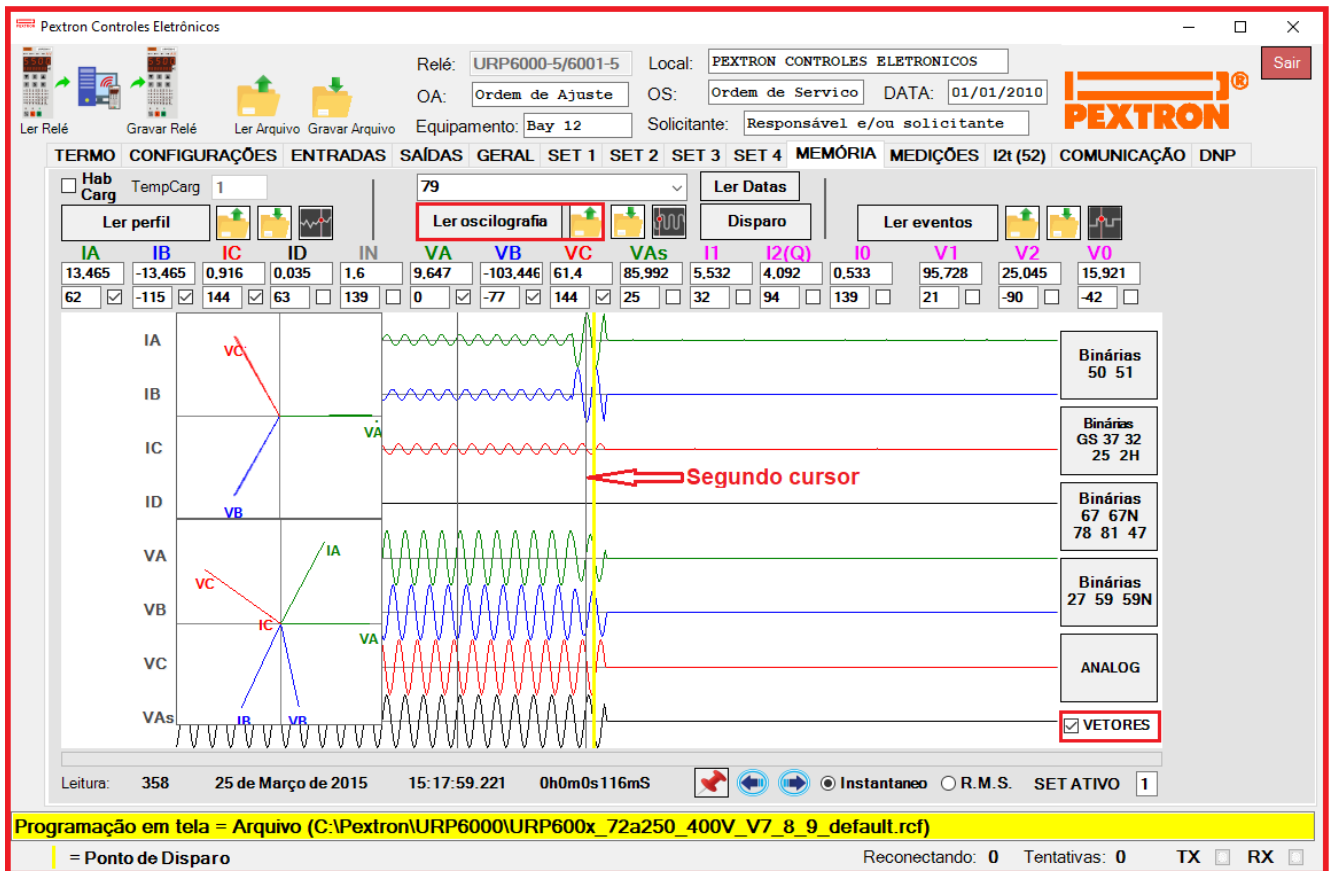 Pextron Controles Eletrônicos
Relé: URP6000-5/6001-5 Local: PEXTRON CONTROLES ELETRONICOS Sair
OA: Ordem de Ajuste OS: Ordem de Servico DATA: 01/01/2010
Ler Relé Gravar Relé Ler Arquivo Gravar Arquivo Equipamento: Bay 12 Solicitante: Responsável e/ou solicitante PEXTRON ®
TERMO CONFIGURAÇÕES ENTRADAS SAÍDAS GERAL SET 1 SET 2 SET 3 SET 4 MEMÓRIA MEDIÇÕES I2t (52) COMUNICAÇÃO DNP
Hab Carg TempCarg 1 79 Ler Datas
Ler perfil Ler oscilografia Disparo Ler eventos
IA IB IC ID IN VA VB VC VAs I1 I2(Q) I0 V1 V2 V0
13,465 -13,465 0,916 0,035 1,6 9,647 -103,446 61,4 85,992 5,532 4,092 0,533 95,728 25,045 15,921
62 -115 144 63 139 0 -77 144 25 32 94 139 21 -90 -42
IA
IB
IC
ID
VA
VB
VC
VAs
VC
VA
VB
IA
VC
IC
VA
IB VB
Segundo cursor
Binárias
50 51
Binárias
GS 37 32
25 2H
Binárias
67 67N
78 81 47
Binárias
27 59 59N
ANALOG
VETORES
Leitura: 358 25 de Março de 2015 15:17:59.221 0h0m0s116mS Instantaneo R.M.S. SET ATIVO 1
Programação em tela = Arquivo (C:\Pextron\URP6000\URP600x_72a250_400V_V7_8_9_default.rcf)
= Ponto de Disparo Reconectando: 0 Tentativas: 0 TX RX